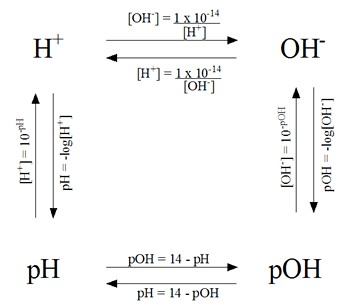 [OH⁻] = 1 x 10⁻¹⁴
[H⁺]
H⁺
OH-
[H⁺] = 1 x 10⁻¹⁴
[OH⁻]
[H⁺] = 10⁻ᵖᴴ
pH = -log[H⁺]
[OH⁻] = 10⁻ᵖᴼᴴ
pOH = -log[OH⁻]
pOH = 14 - pH
pH
pOH
pH = 14 - pOH